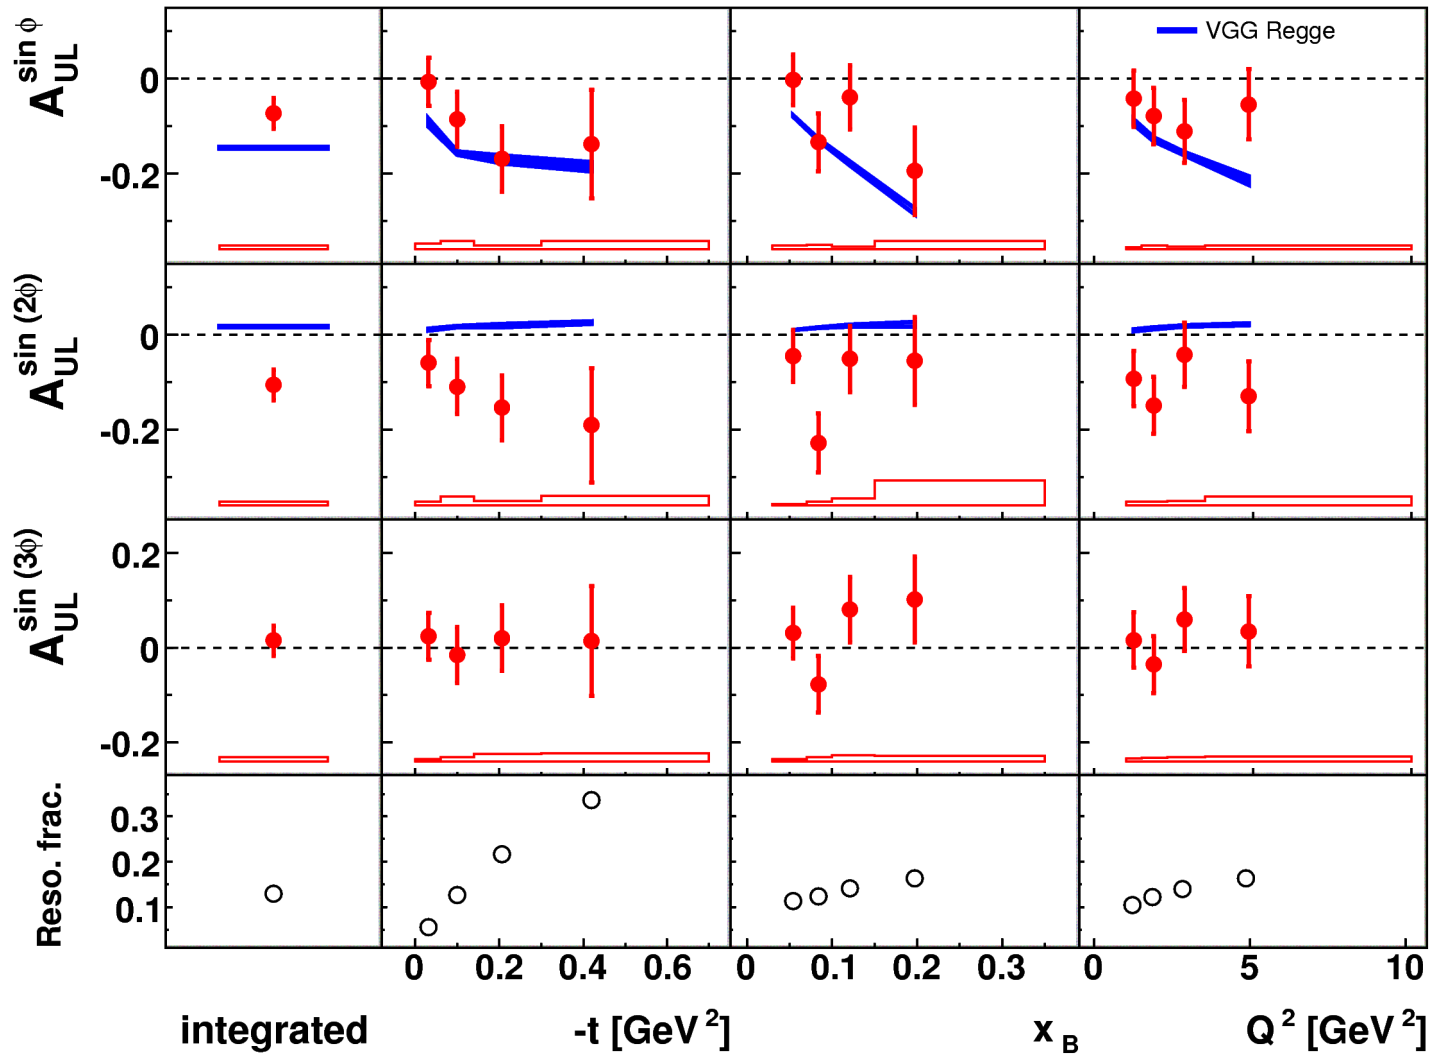 A_UL^sin ϕ
0
-0.2
VGG Regge
A_UL^sin (2ϕ)
0
-0.2
A_UL^sin (3ϕ)
0.2
0
-0.2
Reso. frac.
0.3
0.2
0.1
0 0.2 0.4 0.6 0 0.1 0.2 0.3 0 5 10
integrated -t [GeV²] x_B Q² [GeV²]